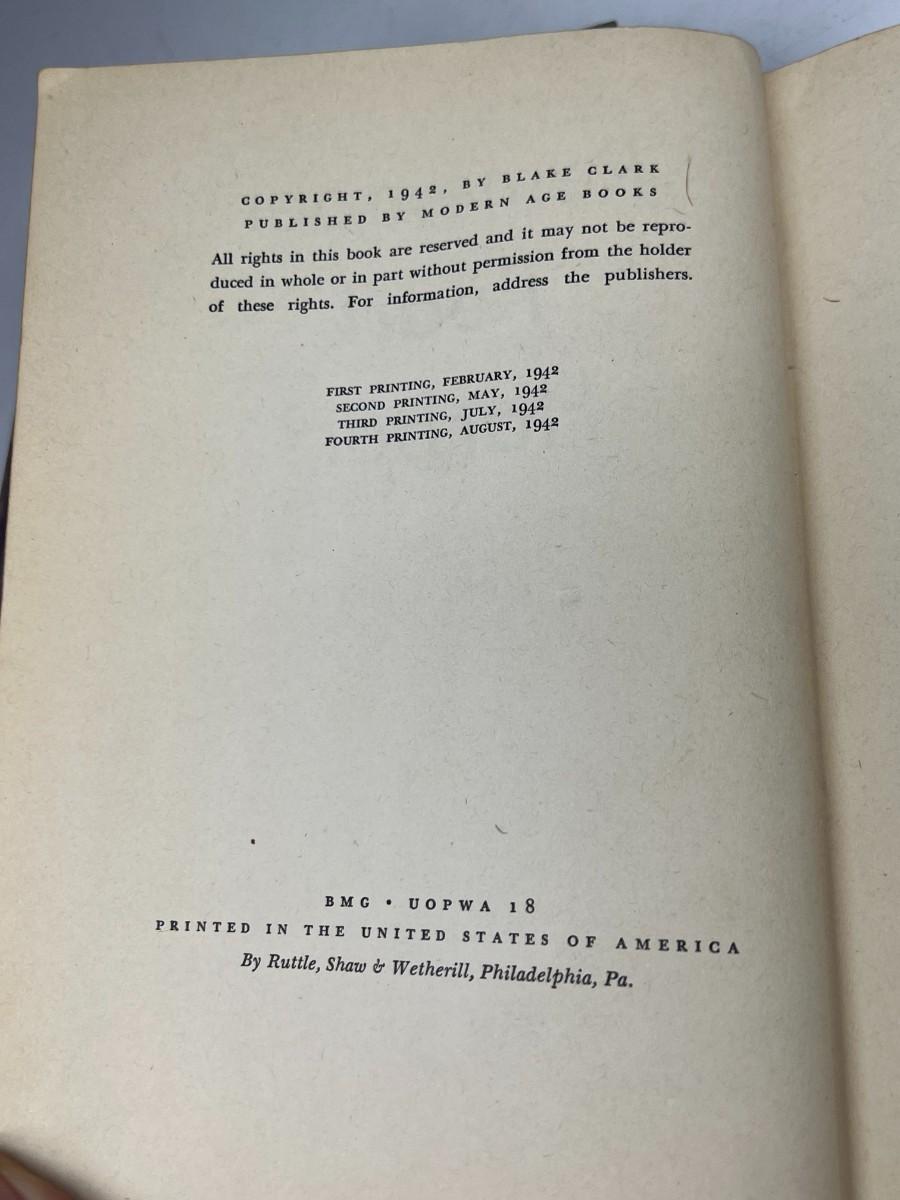 COPYRIGHT, 1942, BY BLAKE CLARK
PUBLISHED BY MODERN AGE BOOKS
All rights in this book are reserved and it may not be repro-
duced in whole or in part without permission from the holder
of these rights. For information, address the publishers.
FIRST PRINTING, FEBRUARY, 1942
SECOND PRINTING, MAY, 1942
THIRD PRINTING, JULY, 1942
FOURTH PRINTING, AUGUST, 1942
BMG • UOPWA 18
PRINTED IN THE UNITED STATES OF AMERICA
By Ruttle, Shaw & Wetherill, Philadelphia, Pa.